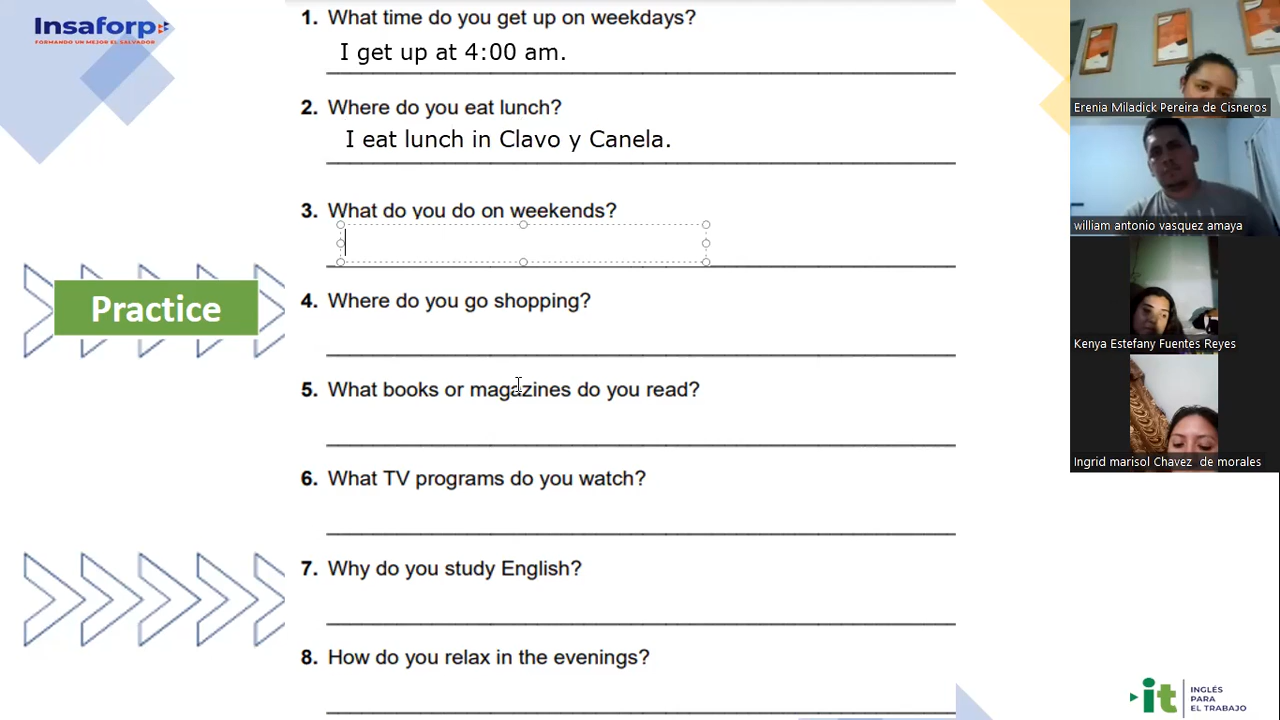 Insaforp
FORMANDO UN MEJOR EL SALVADOR
1. What time do you get up on weekdays?
I get up at 4:00 am.
2. Where do you eat lunch?
I eat lunch in Clavo y Canela.
3. What do you do on weekends?
4. Where do you go shopping?
5. What books or magazines do you read?
6. What TV programs do you watch?
7. Why do you study English?
8. How do you relax in the evenings?
Practice
Erenia Miladick Pereira de Cisneros
william antonio vasquez amaya
Kenya Estefany Fuentes Reyes
Ingrid marisol Chavez de morales
it
INGLÉS
PARA
EL TRABAJO